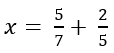 x = 5/7 + 2/5